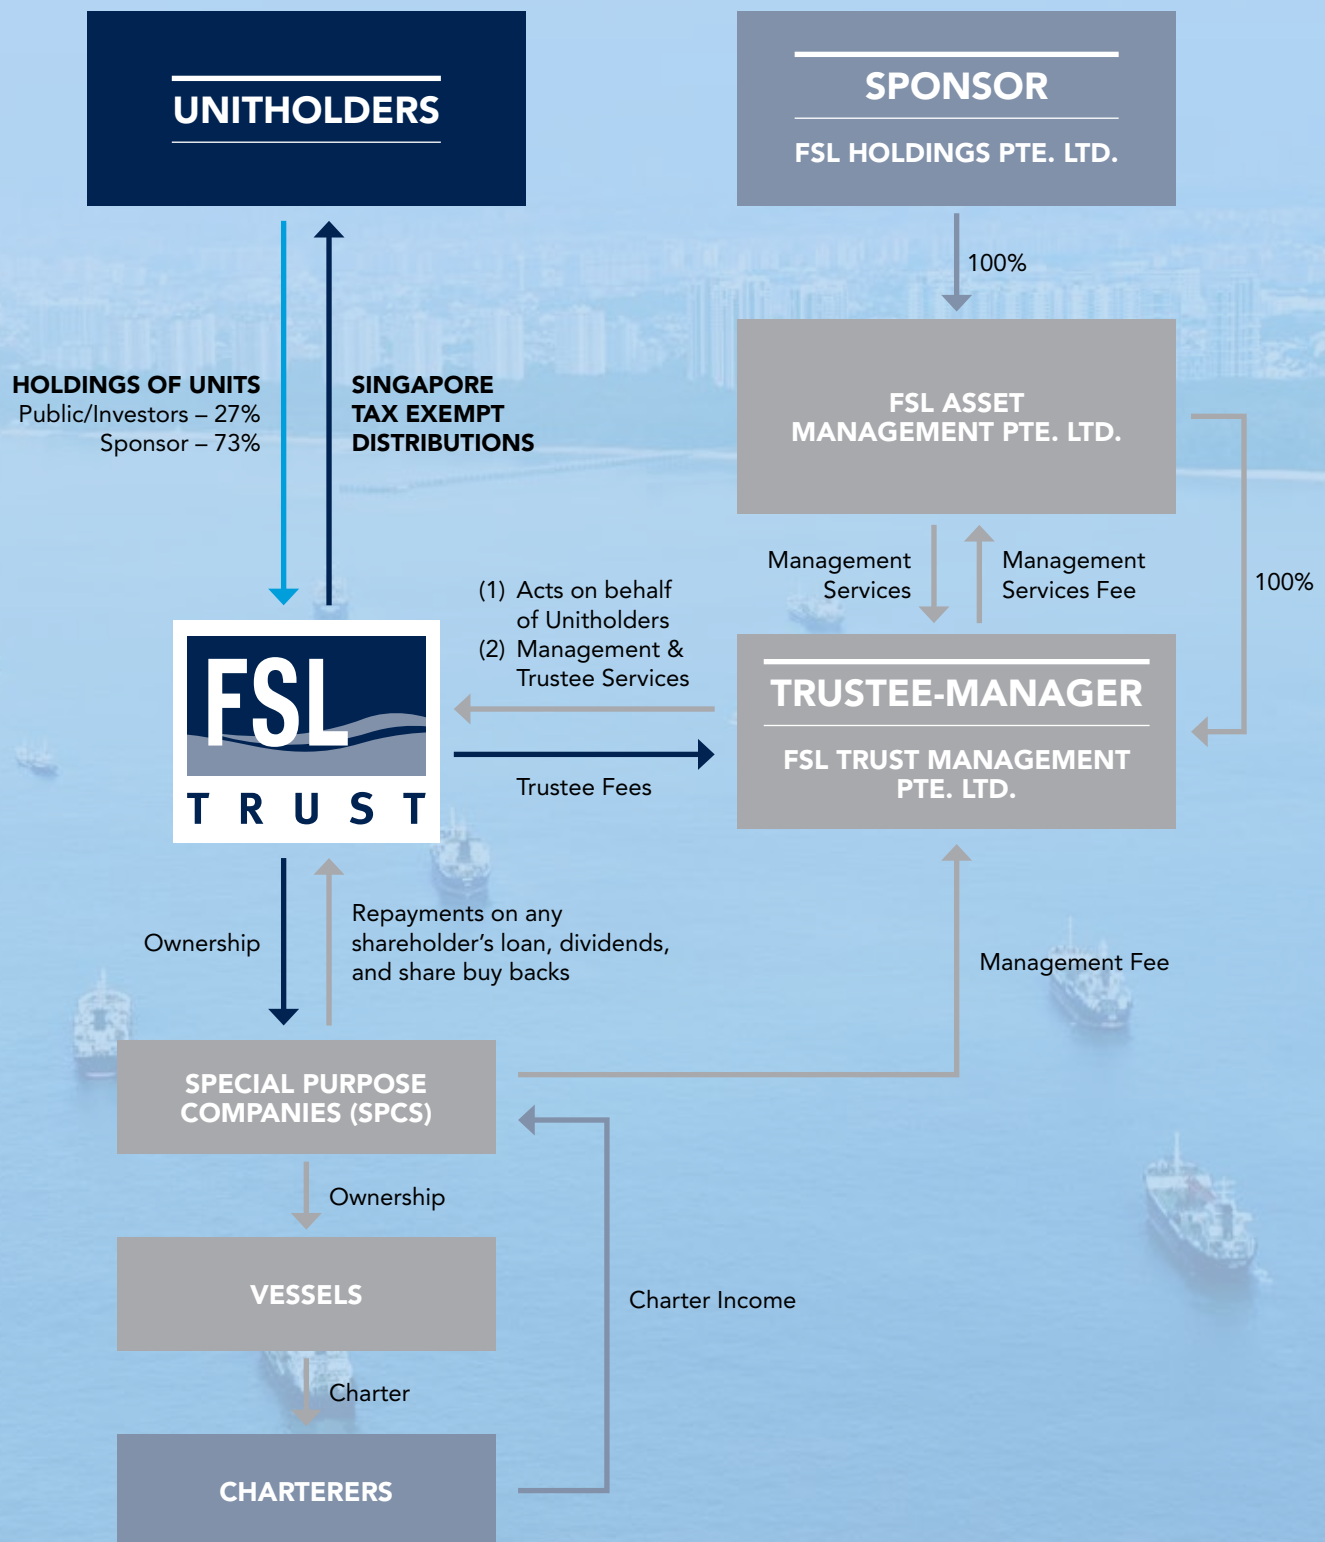 UNITHOLDERS
SPONSOR
FSL HOLDINGS PTE. LTD.
100%
HOLDINGS OF UNITS
Public/Investors – 27%
Sponsor – 73%
SINGAPORE
TAX EXEMPT
DISTRIBUTIONS
FSL ASSET
MANAGEMENT PTE. LTD.
Management
Services
Management
Services Fee
100%
(1) Acts on behalf
of Unitholders
(2) Management &
Trustee Services
FSL
TRUST
Trustee Fees
TRUSTEE-MANAGER
FSL TRUST MANAGEMENT
PTE. LTD.
Ownership
Repayments on any
shareholder’s loan, dividends,
and share buy backs
Management Fee
SPECIAL PURPOSE
COMPANIES (SPCS)
Ownership
VESSELS
Charter Income
Charter
CHARTERERS